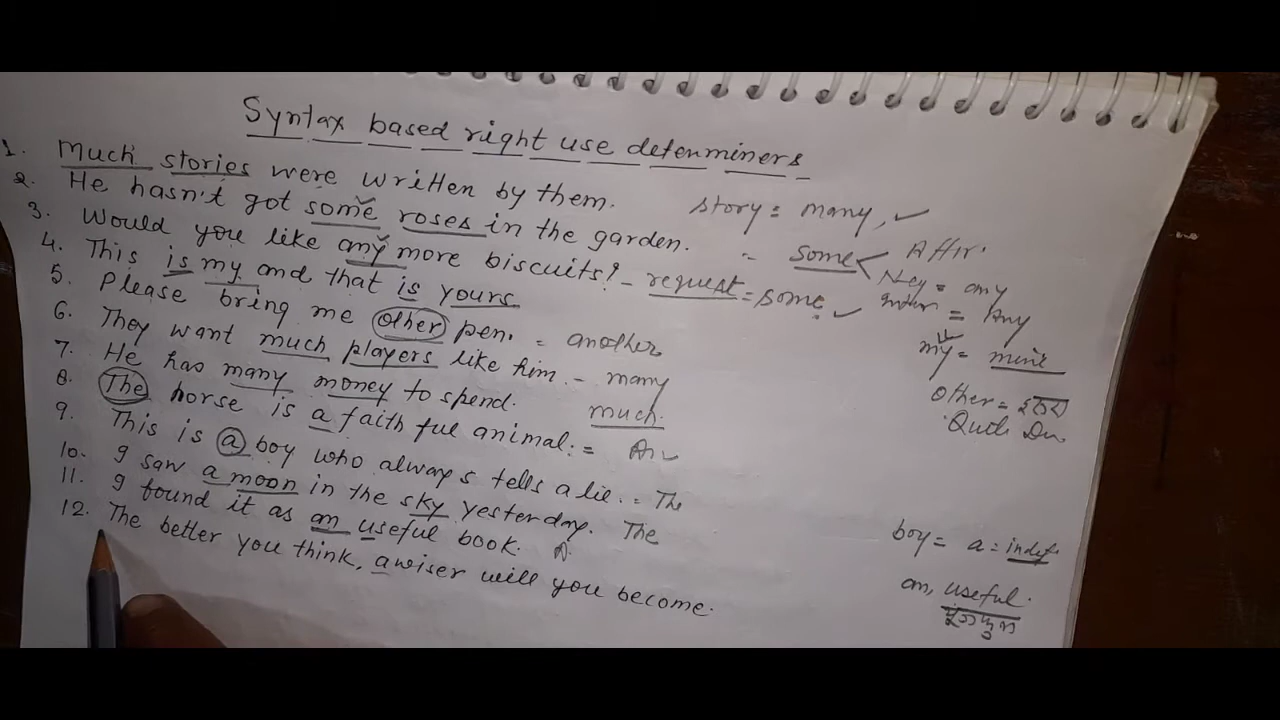 Syntax based right use determiners
1. Much stories were written by them. story = many,
2. He hasn't got some roses in the garden. some Affir.
3. Would you like any more biscuits? - request = some Neg = any
4. This is my and that is yours = Any
5. Please bring me other pen. = another my = mine
6. They want much players like him. - many
7. He has many money to spend. much other =
8. The horse is a faithful animal. = An
9. This is a boy who always tells a lie. = The
10. I saw a moon in the sky yesterday. The
11. I found it as an useful book. A boy = a = indef
12. The better you think, a wiser will you become. an, useful.